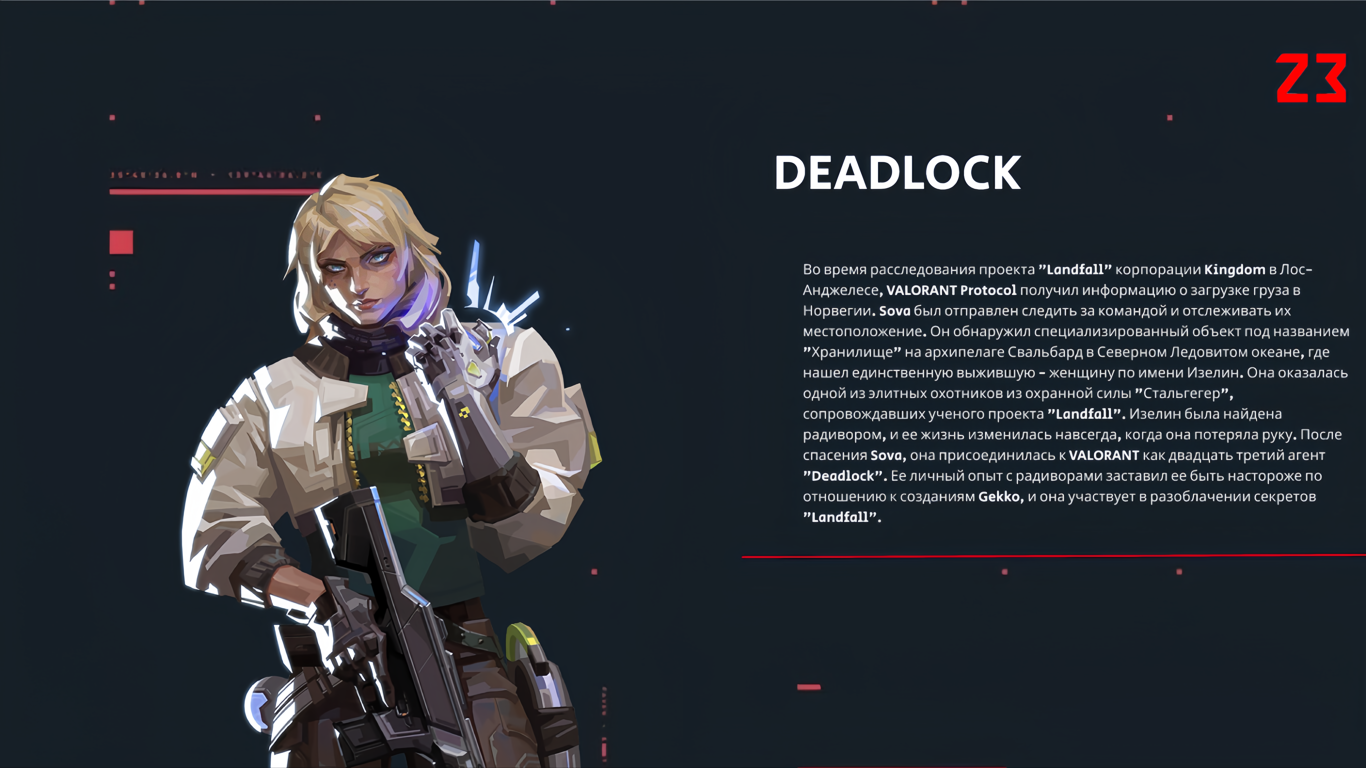 23
DEADLOCK
Во время расследования проекта ”Landfall” корпорации Kingdom в Лос-
Анджелесе, VALORANT Protocol получил информацию о загрузке груза в
Норвегии. Sova был отправлен следить за командой и отслеживать их
местоположение. Он обнаружил специализированный объект под названием
”Хранилище” на архипелаге Свальбард в Северном Ледовитом океане, где
нашел единственную выжившую – женщину по имени Изелин. Она оказалась
одной из элитных охотников из охранной силы ”Стальгегер”,
сопровождавших ученого проекта ”Landfall”. Изелин была найдена
радивором, и ее жизнь изменилась навсегда, когда она потеряла руку. После
спасения Sova, она присоединилась к VALORANT как двадцать третий агент
”Deadlock”. Ее личный опыт с радиворами заставил ее быть настороже по
отношению к созданиям Gekko, и она участвует в разоблачении секретов
”Landfall”.